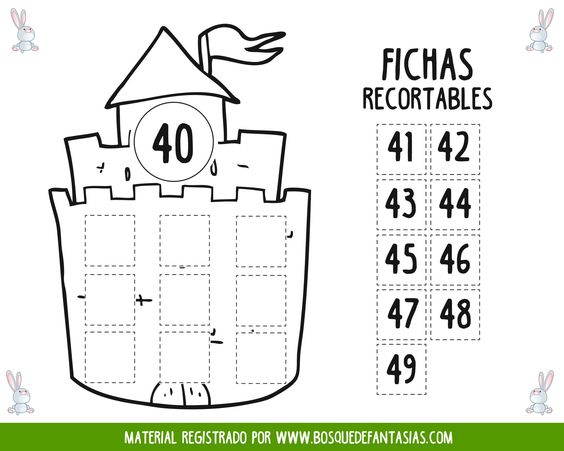 40
FICHAS
RECORTABLES
41 42
43 44
45 46
47 48
49
MATERIAL REGISTRADO POR WWW.BOSQUEDEFANTASIAS.COM